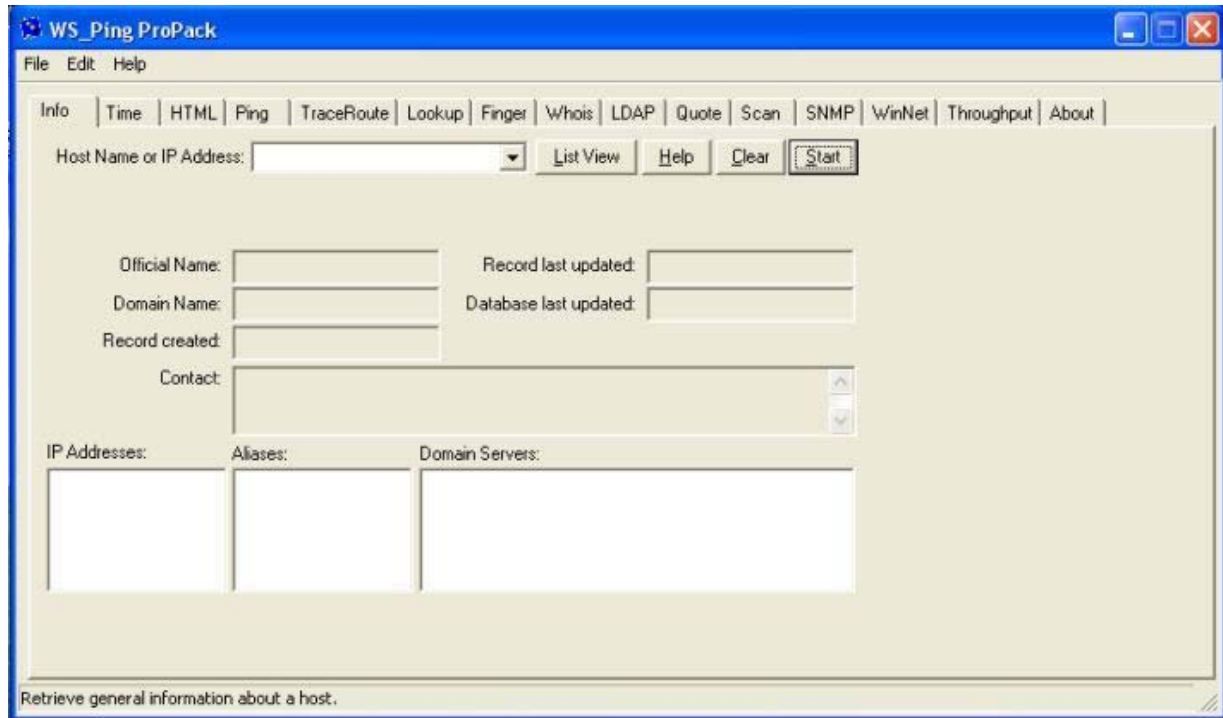 WS_Ping ProPack
File Edit Help
Info Time HTML Ping TraceRoute Lookup Finger Whois LDAP Quote Scan SNMP WinNet Throughput About
Host Name or IP Address: List View Help Clear Start
Official Name: Record last updated:
Domain Name: Database last updated:
Record created:
Contact:
IP Addresses: Aliases: Domain Servers:
Retrieve general information about a host.